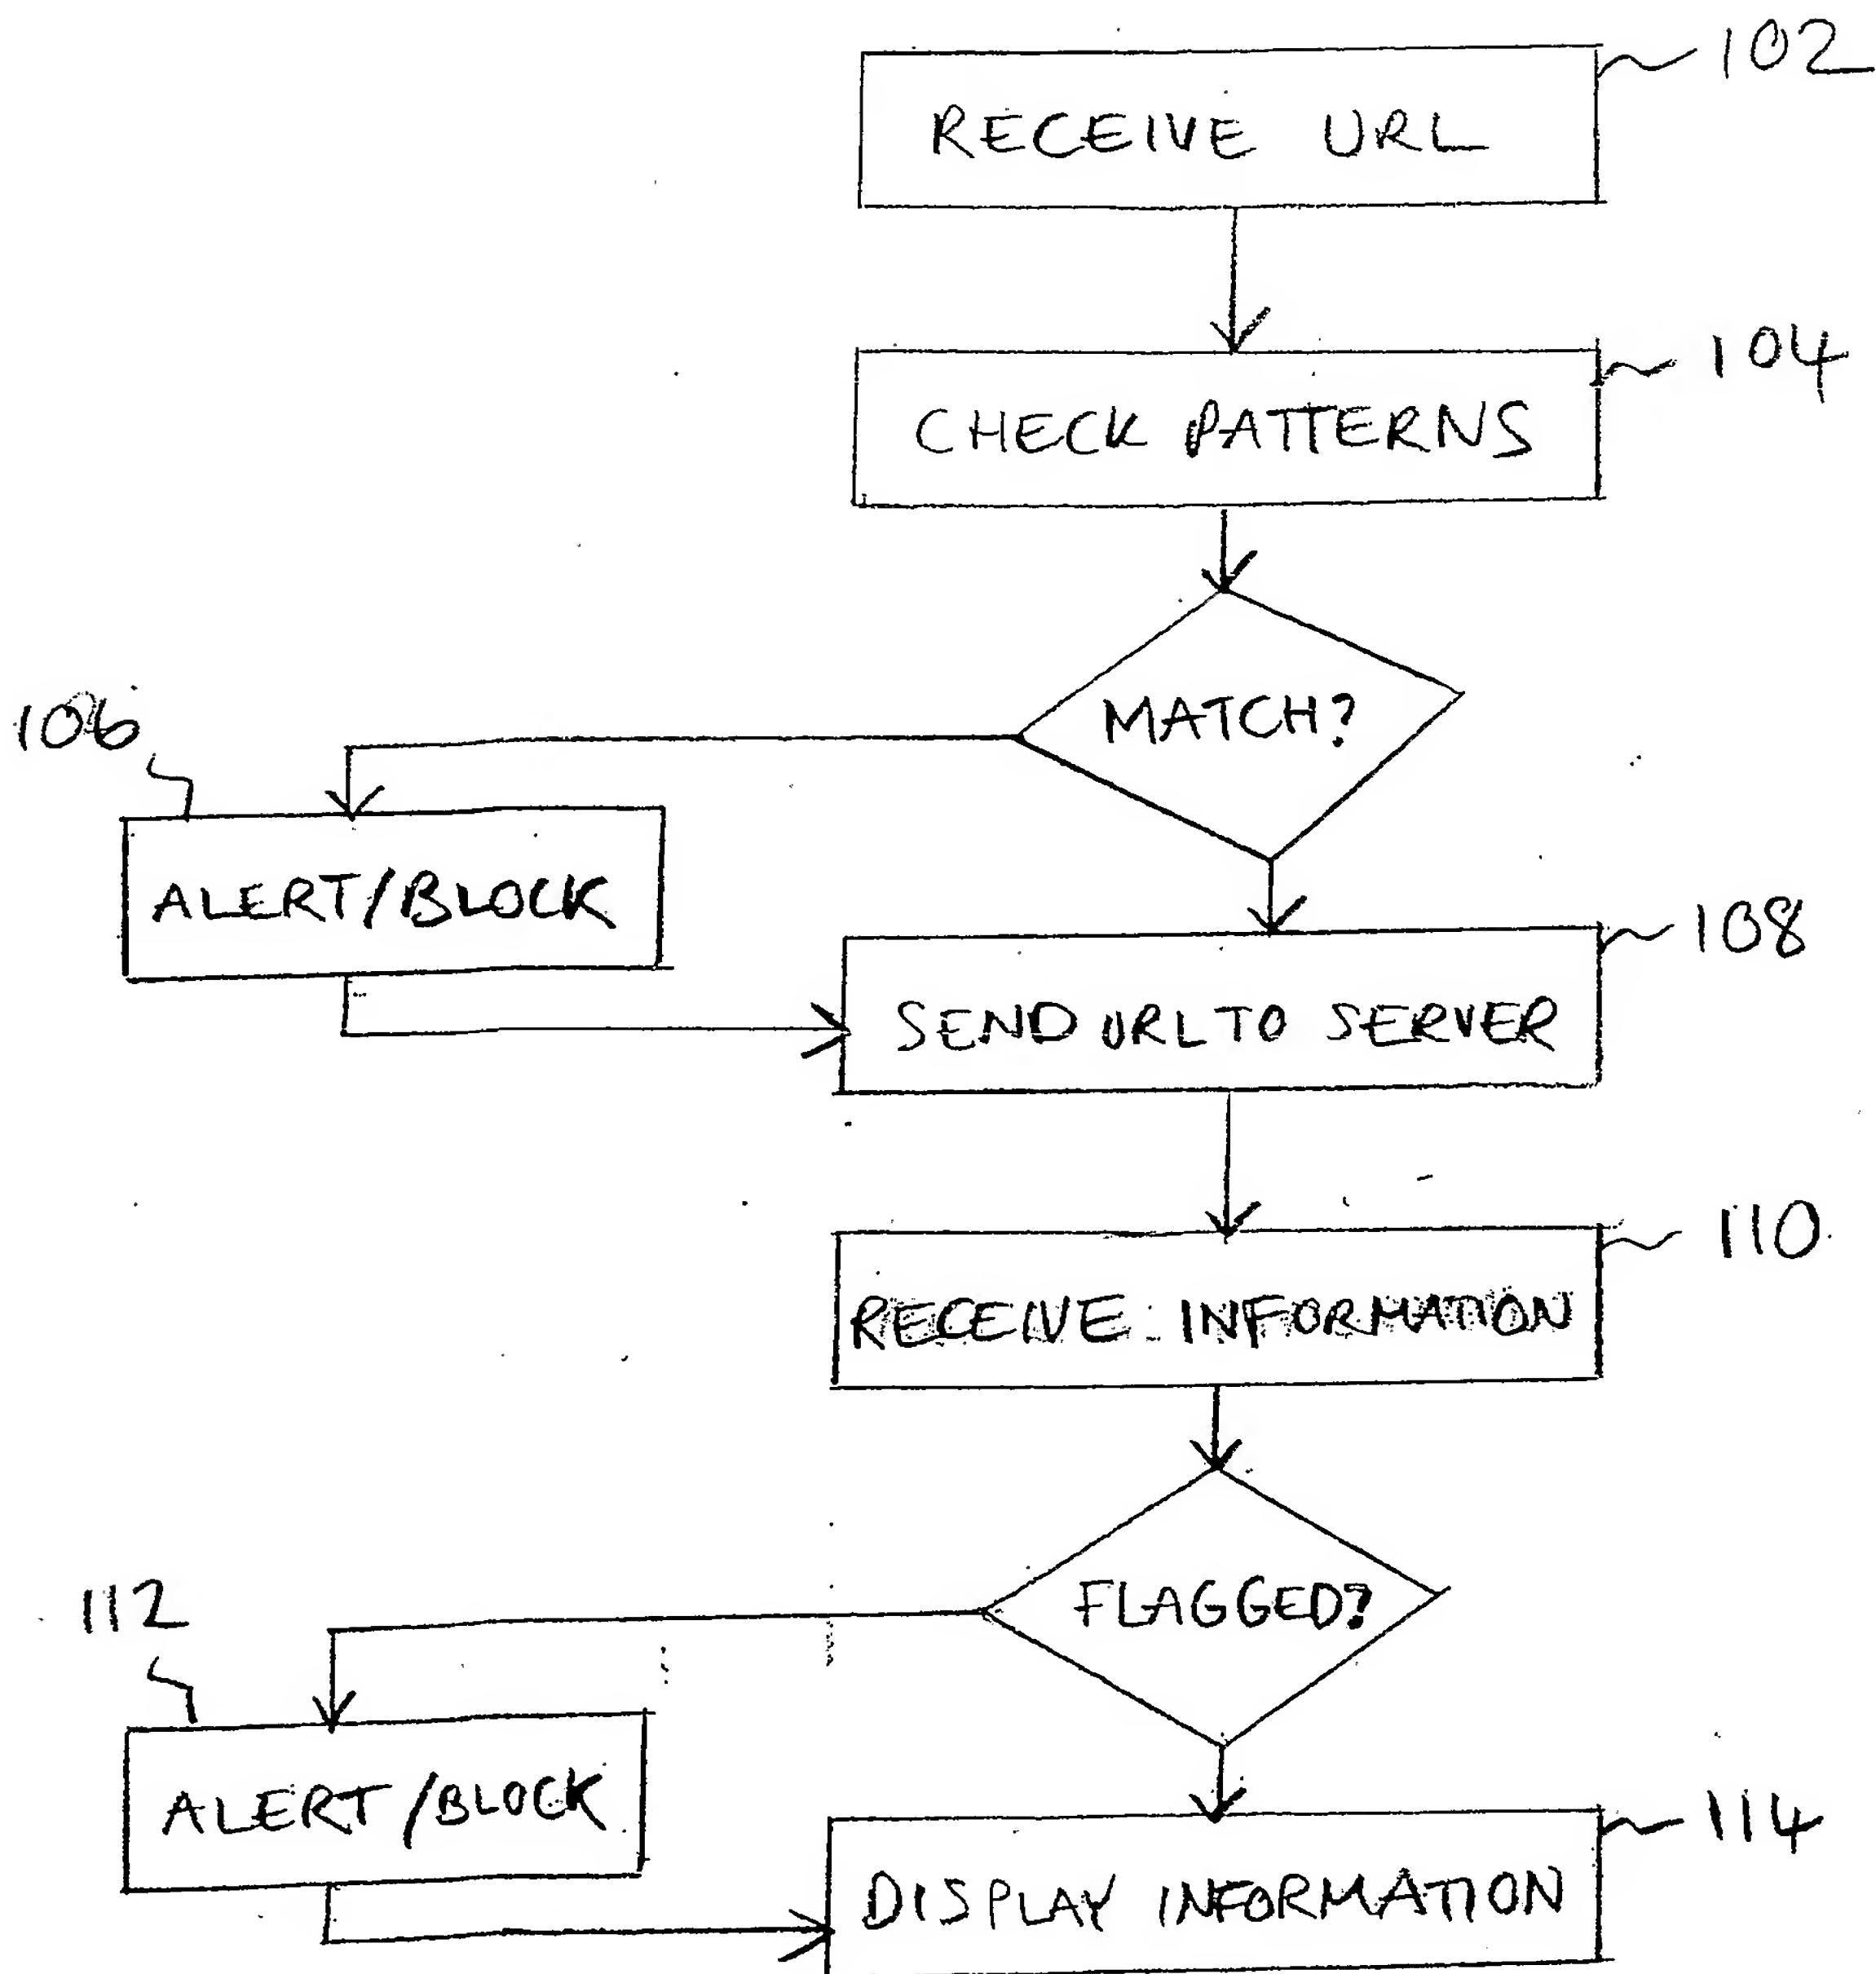 102
RECEIVE URL
104
CHECK PATTERNS
MATCH?
106
ALERT/BLOCK
108
SEND URL TO SERVER
110
RECEIVE INFORMATION
FLAGGED?
112
ALERT/BLOCK
114
DISPLAY INFORMATION